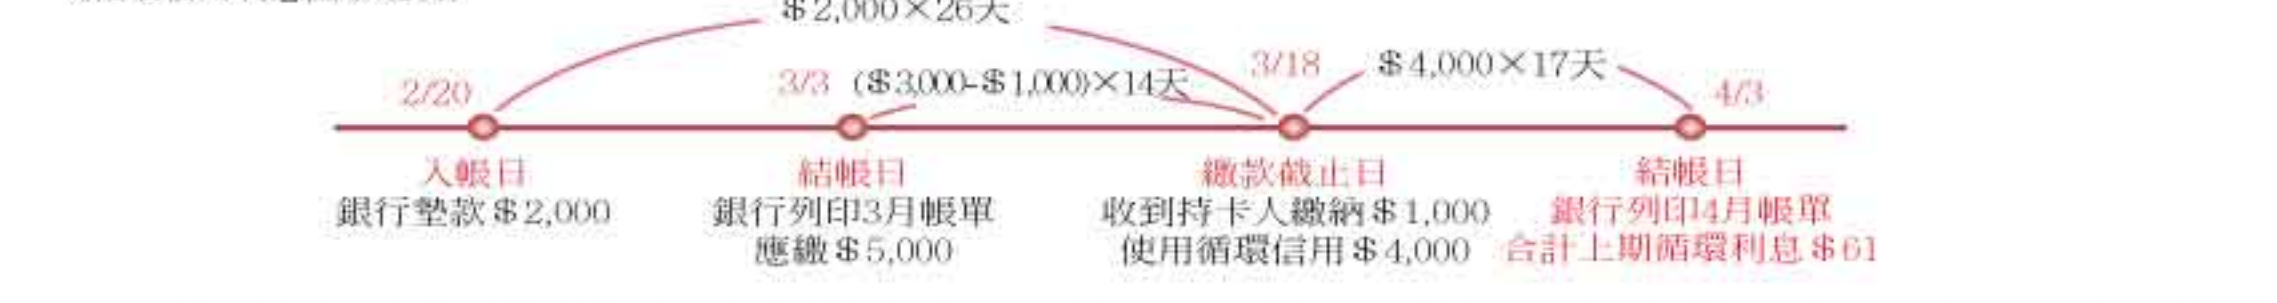 $2,000×26天
2/20
3/3
($3,000-$1,000)×14天
3/18
$4,000×17天
4/3
入帳日
銀行墊款$2,000
結帳日
銀行列印3月帳單
應繳$5,000
繳款截止日
收到持卡人繳納$1,000
使用循環信用$4,000
結帳日
銀行列印4月帳單
合計上期循環利息$61